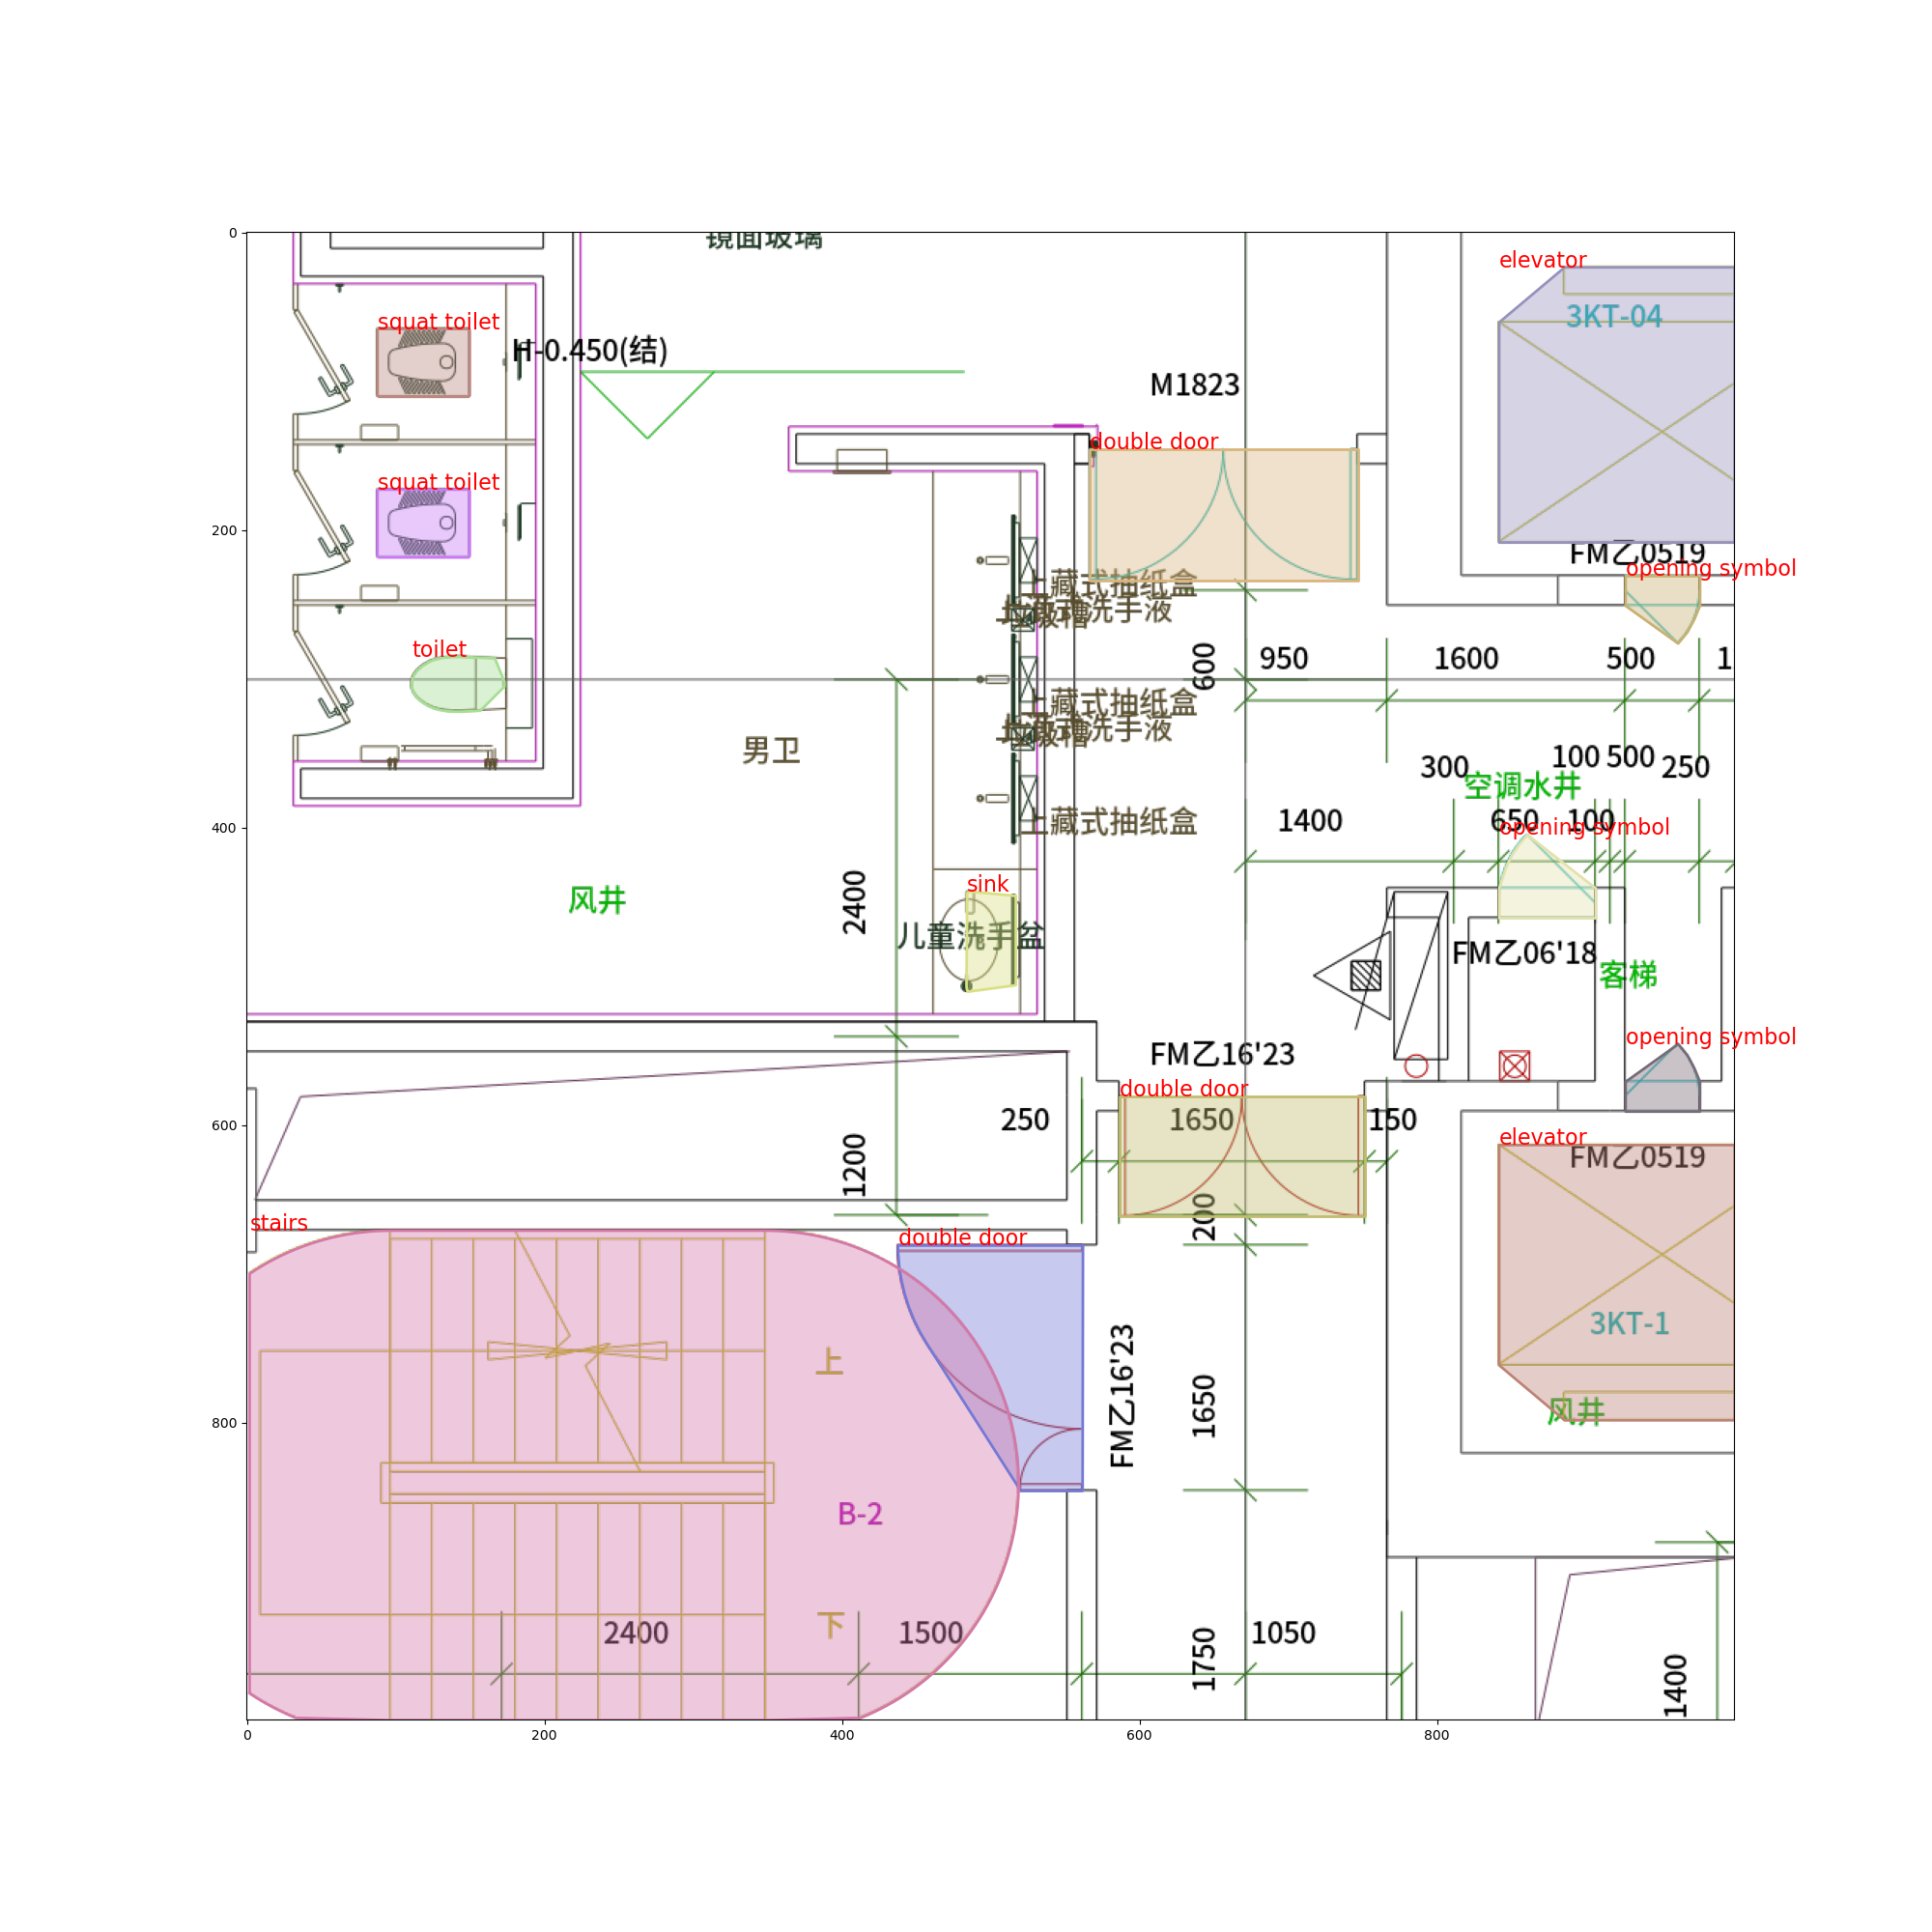 0
镜面玻璃
elevator
3KT-04
squat toilet
H-0.450(结)
M1823
double door
squat toilet
200
FM乙0519
opening symbol
上藏式抽纸盒
洗手液
toilet
600
950
1600
500
1
上藏式抽纸盒
洗手液
男卫
300
100
500
250
空调水井
400
上藏式抽纸盒
1400
650
100
opening symbol
风井
2400
sink
儿童洗手盆
FM乙06'18
客梯
FM乙16'23
opening symbol
double door
600
250
1650
150
1200
elevator
FM乙0519
200
stairs
double door
3KT-1
上
FM乙16'23
1650
800
风井
B-2
下
2400
1500
1750
1050
1400
0
200
400
600
800